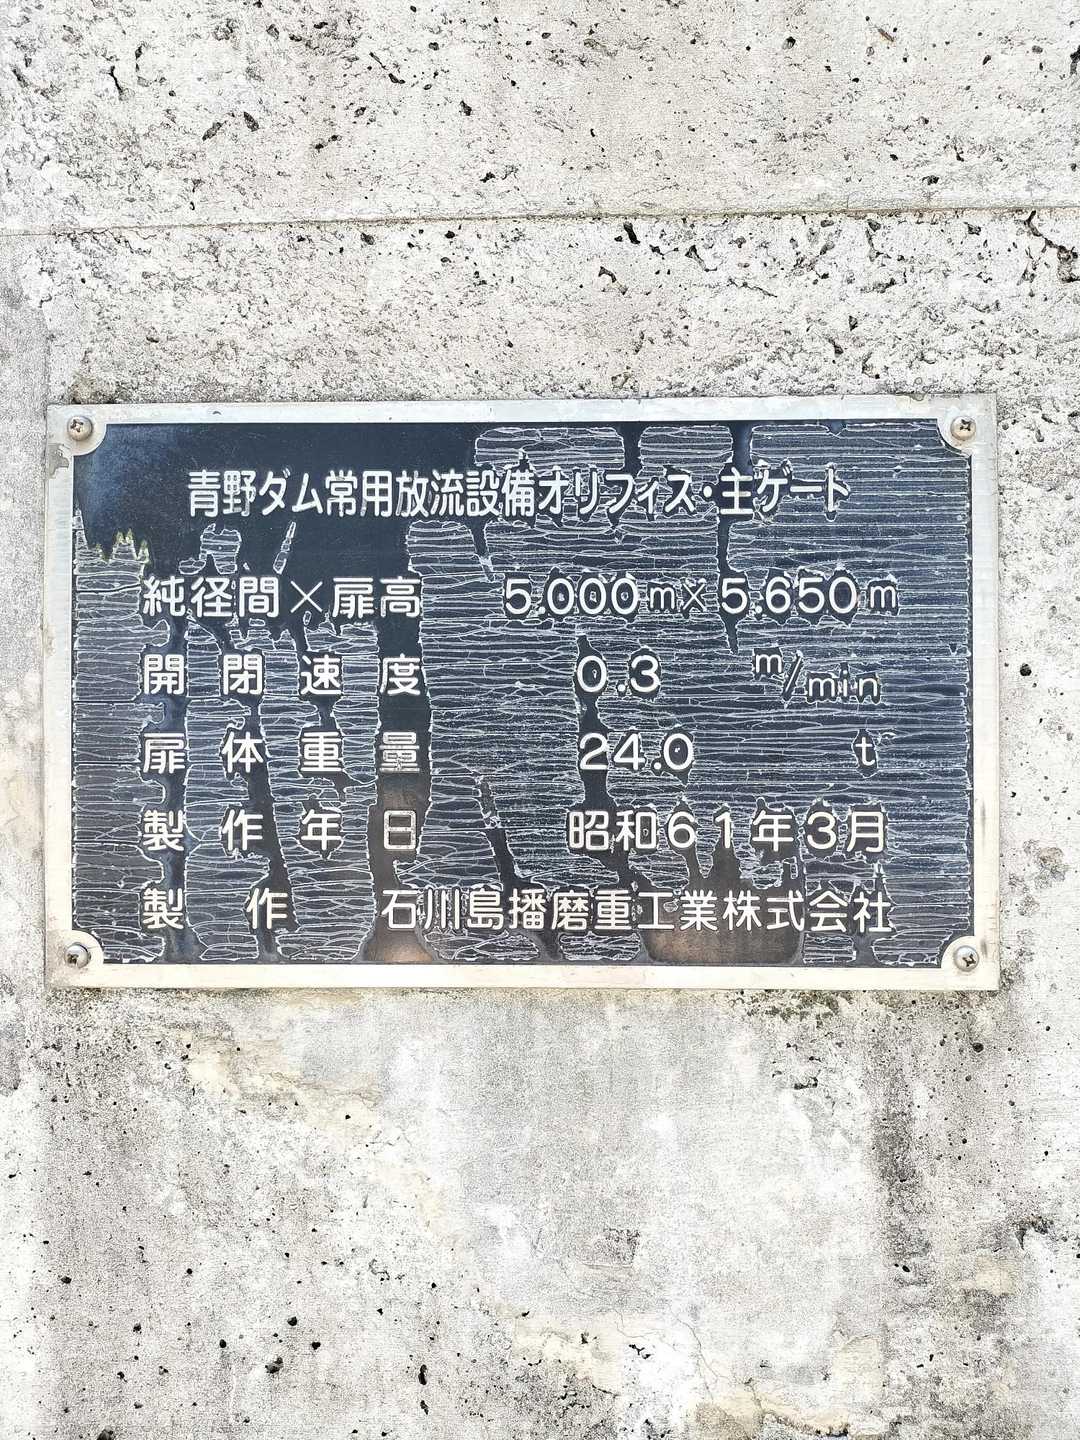 青野ダム常用放流設備オリフィス・主ゲート
純径間×扉高 5.000m×5.650m
開閉速度 0.3 m/min
扉体重量 24.0 t
製作年日 昭和61年3月
製作 石川島播磨重工業株式会社